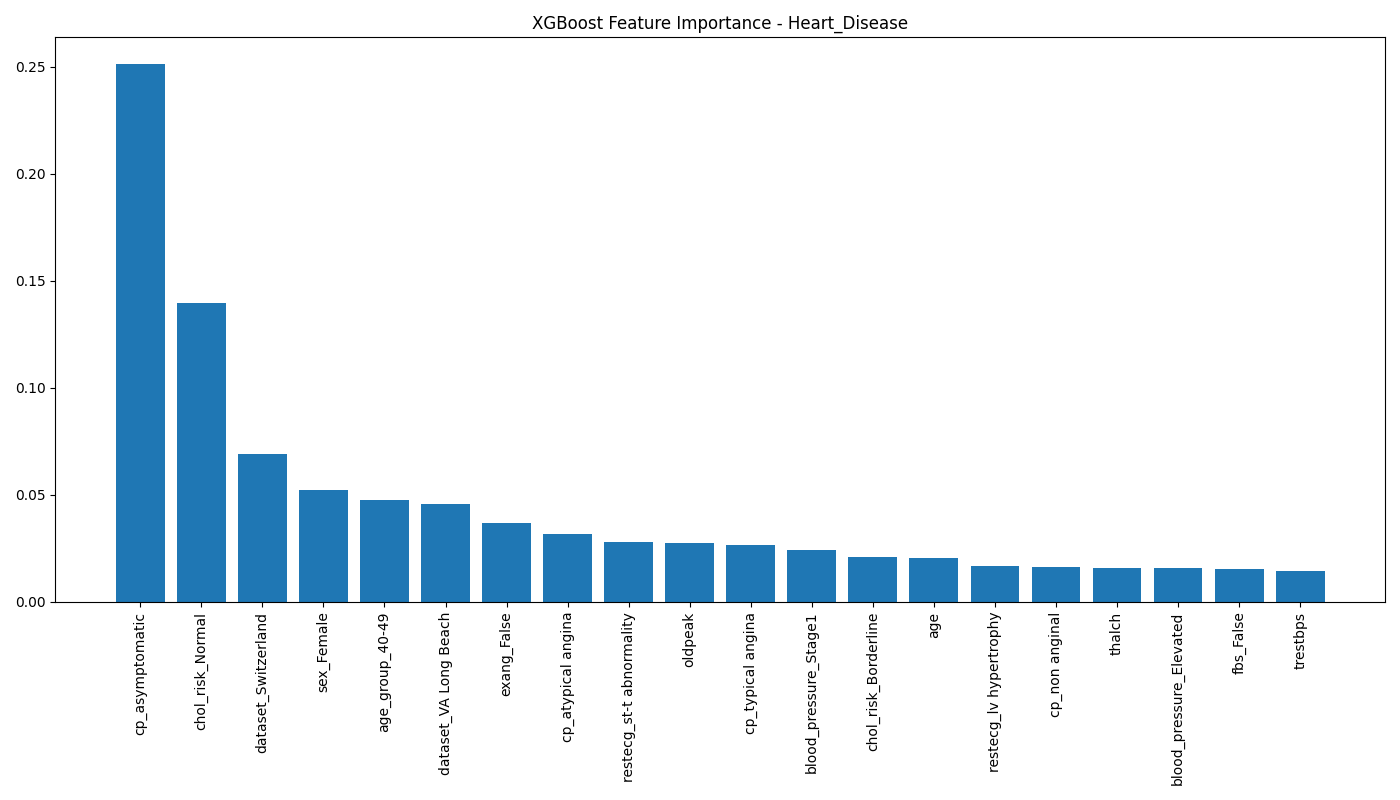 XGBoost Feature Importance - Heart_Disease
0.25
0.20
0.15
0.10
0.05
0.00
cp_asymptomatic
chol_risk_Normal
dataset_Switzerland
sex_Female
age_group_40-49
dataset_VA Long Beach
exang_False
cp_atypical angina
restecg_st-t abnormality
oldpeak
cp_typical angina
blood_pressure_Stage1
chol_risk_Borderline
age
restecg_lv hypertrophy
cp_non anginal
thalch
blood_pressure_Elevated
fbs_False
trestbps